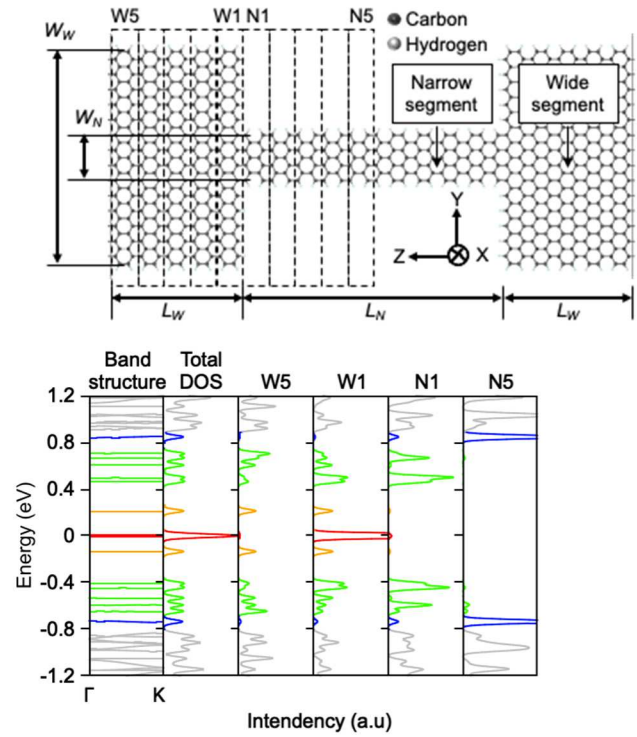 W5 W1 N1 N5
Carbon
Hydrogen
W_W
W_N
Narrow segment
Wide segment
Y
Z X
L_W L_N L_W
Band structure Total DOS W5 W1 N1 N5
1.2
0.8
0.4
0
-0.4
-0.8
-1.2
Energy (eV)
Γ K
Intendency (a.u)